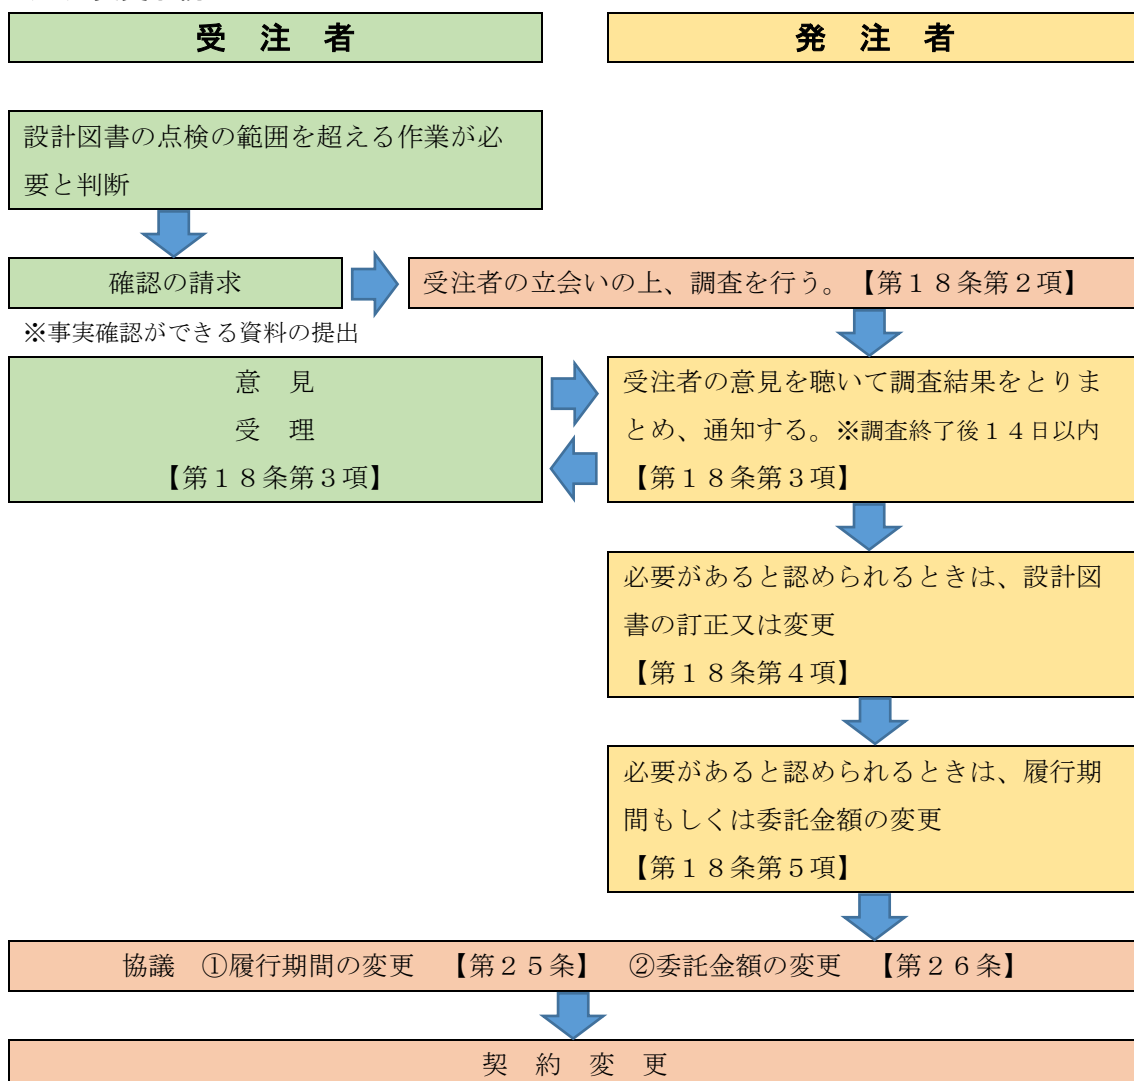 受 注 者
発 注 者
設計図書の点検の範囲を超える作業が必
要と判断
確認の請求
受注者の立会いの上、調査を行う。【第１８条第２項】
※事実確認ができる資料の提出
意 見
受 理
【第１８条第３項】
受注者の意見を聴いて調査結果をとりま
とめ、通知する。※調査終了後１４日以内
【第１８条第３項】
必要があると認められるときは、設計図
書の訂正又は変更
【第１８条第４項】
必要があると認められるときは、履行期
間もしくは委託金額の変更
【第１８条第５項】
協議 ①履行期間の変更 【第２５条】 ②委託金額の変更 【第２６条】
契 約 変 更